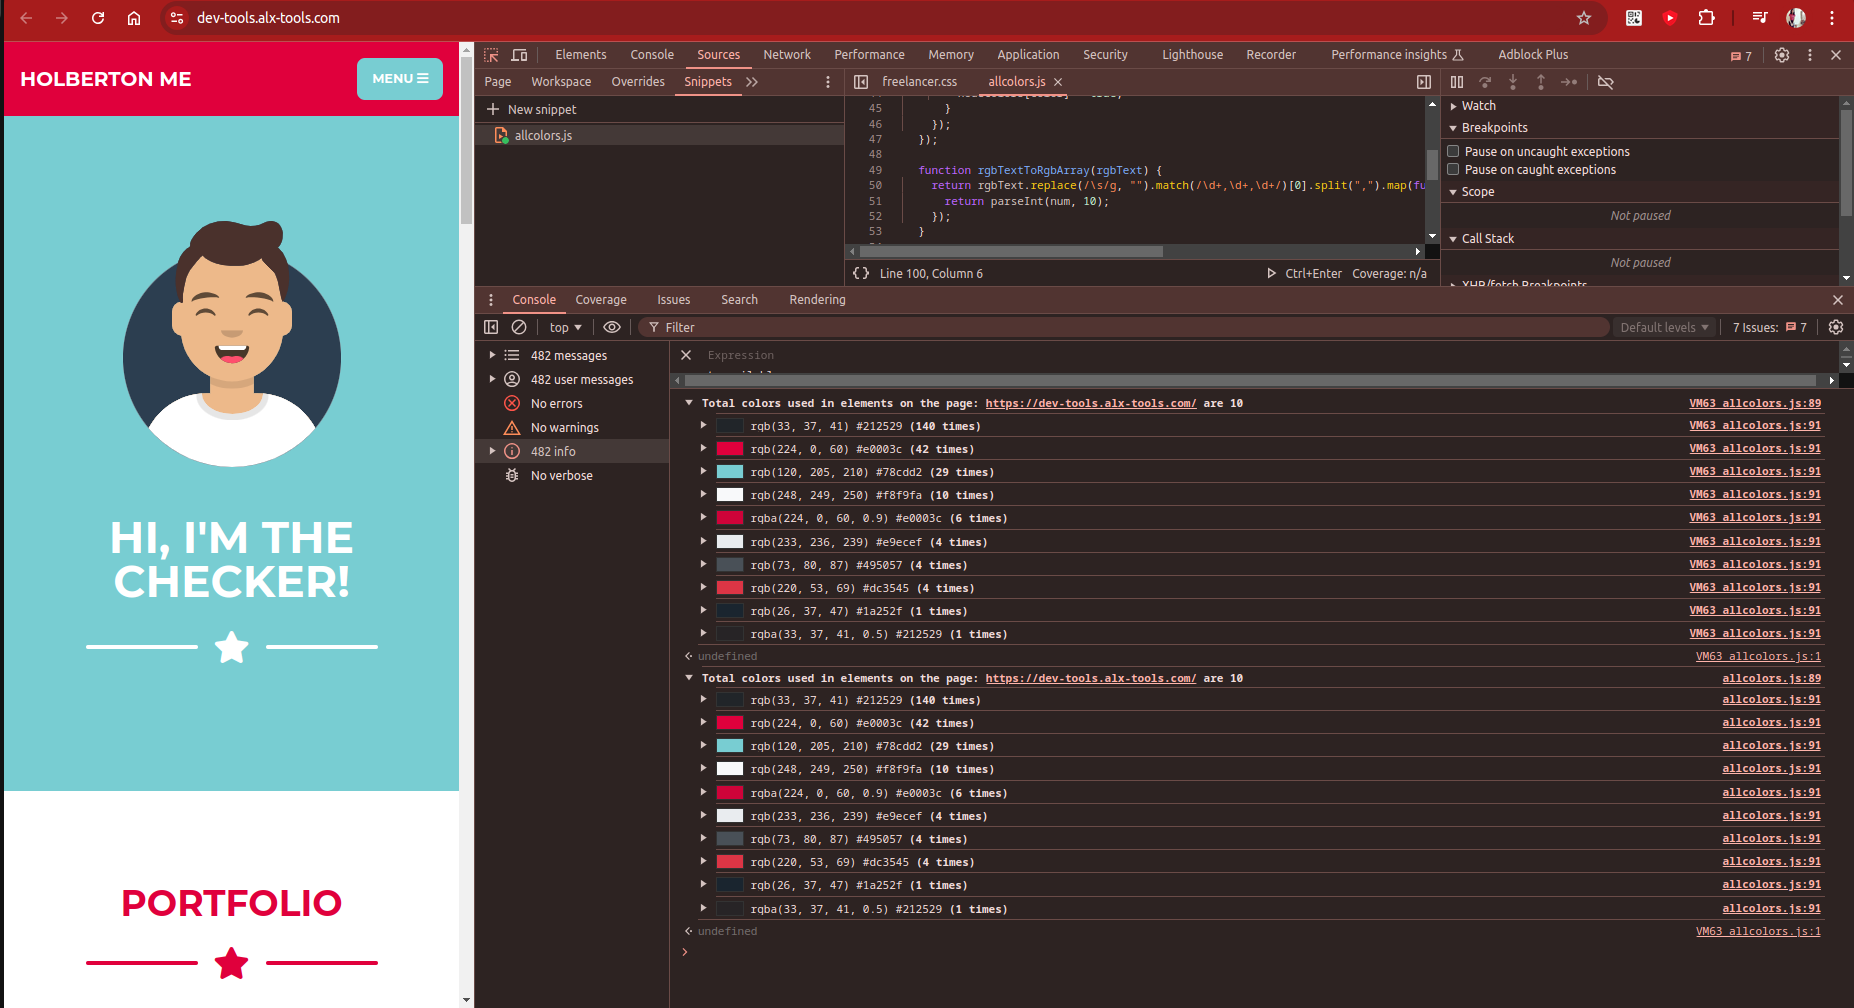 dev-tools.alx-tools.com
HOLBERTON ME
MENU
HI, I'M THE
CHECKER!
PORTFOLIO
Elements Console Sources Network Performance Memory Application Security Lighthouse Recorder Performance insights Adblock Plus 7
Page Workspace Overrides Snippets
New snippet
allcolors.js
freelancer.css allcolors.js
45 }
46 });
47 });
48
49 function rgbTextToRgbArray(rgbText) {
50 return rgbText.replace(/\s/g, "").match(/\d+,\d+,\d+/)[0].split(",").map(fu
51 return parseInt(num, 10);
52 });
53 }
{} Line 100, Column 6 Ctrl+Enter Coverage: n/a
Watch
Breakpoints
Pause on uncaught exceptions
Pause on caught exceptions
Scope
Not paused
Call Stack
Not paused
XHR/fetch Breakpoints
Console Coverage Issues Search Rendering
top Filter Default levels 7 Issues: 7
482 messages
482 user messages
No errors
No warnings
482 info
No verbose
Expression
Total colors used in elements on the page: https://dev-tools.alx-tools.com/ are 10 VM63 allcolors.js:89
rgb(33, 37, 41) #212529 (140 times) VM63 allcolors.js:91
rgb(224, 0, 60) #e0003c (42 times) VM63 allcolors.js:91
rgb(120, 205, 210) #78cdd2 (29 times) VM63 allcolors.js:91
rgb(248, 249, 250) #f8f9fa (10 times) VM63 allcolors.js:91
rgba(224, 0, 60, 0.9) #e0003c (6 times) VM63 allcolors.js:91
rgb(233, 236, 239) #e9ecef (4 times) VM63 allcolors.js:91
rgb(73, 80, 87) #495057 (4 times) VM63 allcolors.js:91
rgb(220, 53, 69) #dc3545 (4 times) VM63 allcolors.js:91
rgb(26, 37, 47) #1a252f (1 times) VM63 allcolors.js:91
rgba(33, 37, 41, 0.5) #212529 (1 times) VM63 allcolors.js:91
undefined VM63 allcolors.js:1
Total colors used in elements on the page: https://dev-tools.alx-tools.com/ are 10 allcolors.js:89
rgb(33, 37, 41) #212529 (140 times) allcolors.js:91
rgb(224, 0, 60) #e0003c (42 times) allcolors.js:91
rgb(120, 205, 210) #78cdd2 (29 times) allcolors.js:91
rgb(248, 249, 250) #f8f9fa (10 times) allcolors.js:91
rgba(224, 0, 60, 0.9) #e0003c (6 times) allcolors.js:91
rgb(233, 236, 239) #e9ecef (4 times) allcolors.js:91
rgb(73, 80, 87) #495057 (4 times) allcolors.js:91
rgb(220, 53, 69) #dc3545 (4 times) allcolors.js:91
rgb(26, 37, 47) #1a252f (1 times) allcolors.js:91
rgba(33, 37, 41, 0.5) #212529 (1 times) allcolors.js:91
undefined VM63 allcolors.js:1